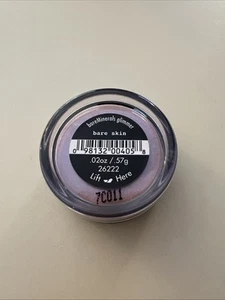 bareMinerals glimmer
bare skin
0 98132 00405 8
.02oz / .57g
26222
Lift Here
7C011